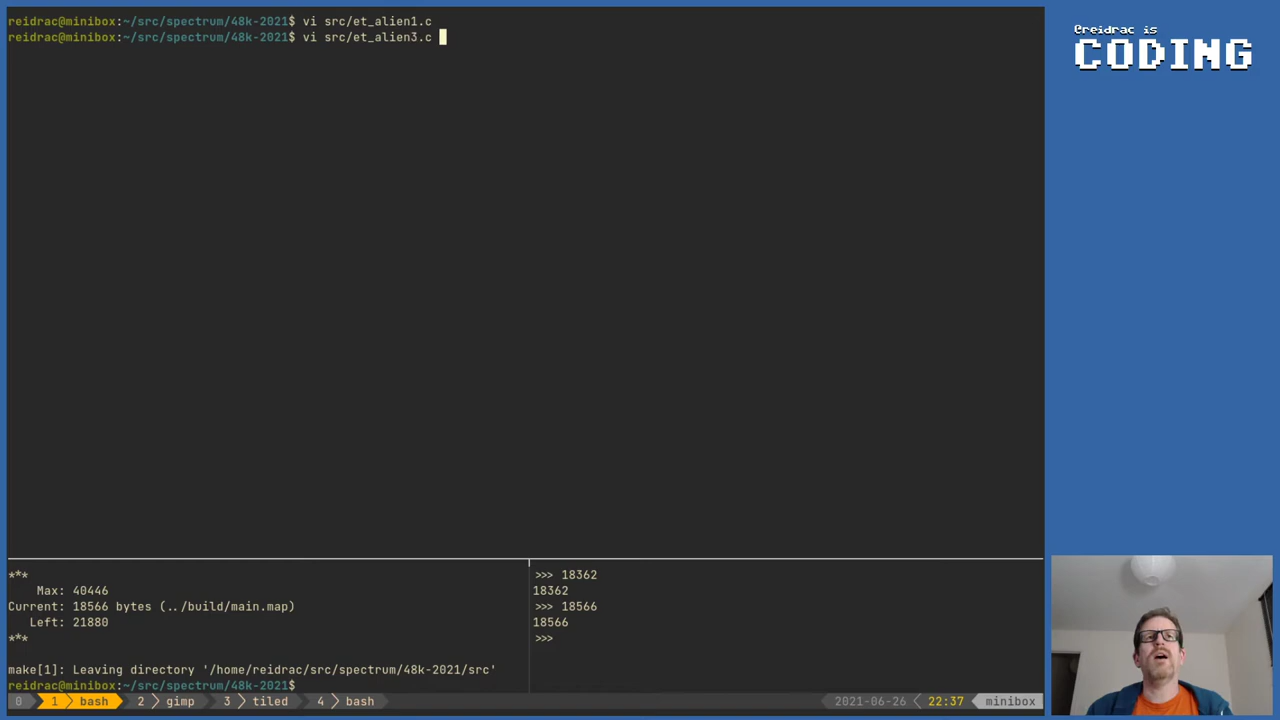 reidrac@minibox:~/src/spectrum/48k-2021$ vi src/et_alien1.c
reidrac@minibox:~/src/spectrum/48k-2021$ vi src/et_alien3.c
@reidrac is
CODING
***
Max: 40446
Current: 18566 bytes (../build/main.map)
Left: 21880
***
make[1]: Leaving directory '/home/reidrac/src/spectrum/48k-2021/src'
reidrac@minibox:~/src/spectrum/48k-2021$
>>> 18362
18362
>>> 18566
18566
>>>
0 1 bash 2 gimp 3 tiled 4 bash 2021-06-26 22:37 minibox